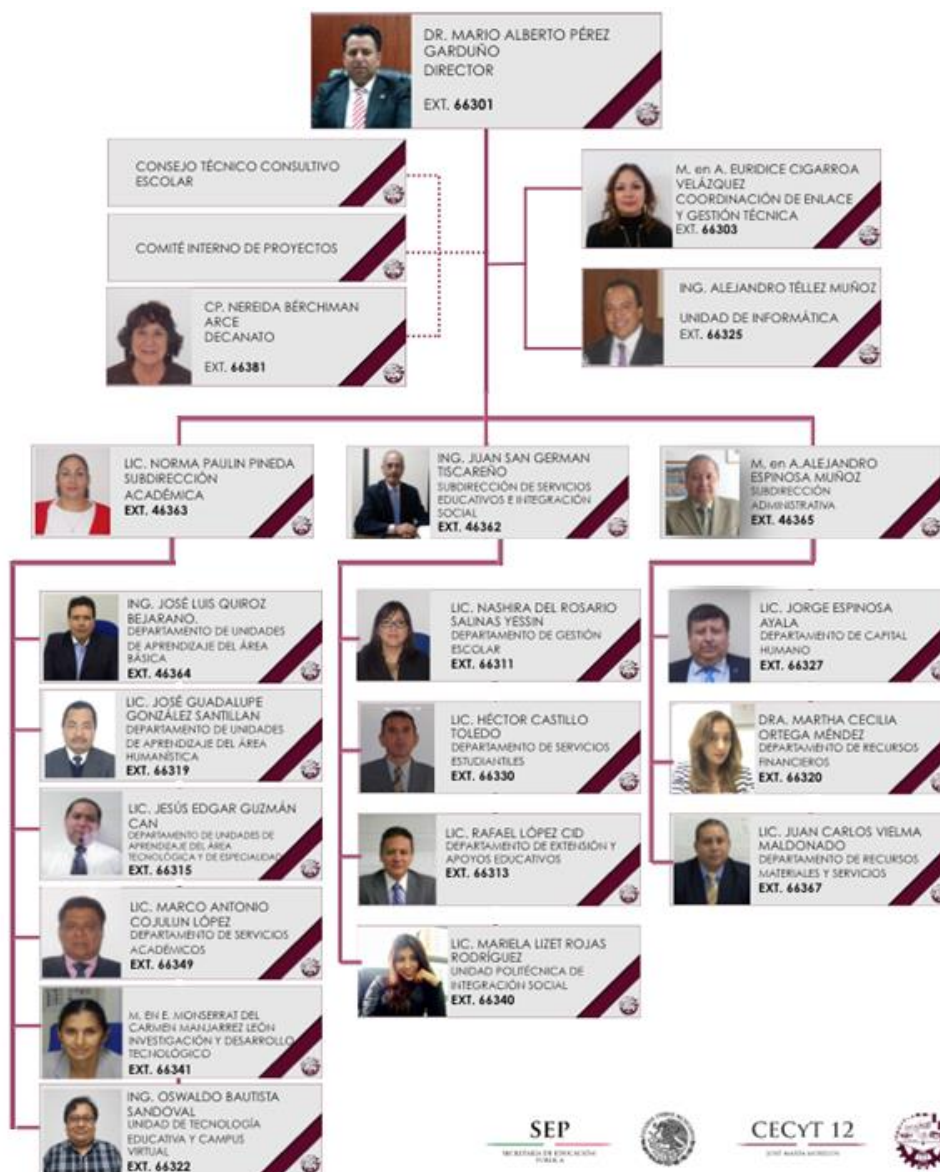 DR. MARIO ALBERTO PÉREZ
GARDUÑO
DIRECTOR
EXT. 66301
CONSEJO TÉCNICO CONSULTIVO
ESCOLAR
COMITÉ INTERNO DE PROYECTOS
CP. NEREIDA BÉRCHIMAN
ARCE
DECANATO
EXT. 66381
M. en A. EURIDICE CIGARROA
VELÁZQUEZ
COORDINACIÓN DE ENLACE
Y GESTIÓN TÉCNICA
EXT. 66303
ING. ALEJANDRO TÉLLEZ MUÑOZ
UNIDAD DE INFORMÁTICA
EXT. 66325
LIC. NORMA PAULIN PINEDA
SUBDIRECCIÓN
ACADÉMICA
EXT. 46363
ING. JUAN SAN GERMAN
TISCAREÑO
SUBDIRECCIÓN DE SERVICIOS
EDUCATIVOS E INTEGRACIÓN
SOCIAL
EXT. 46362
M. en A.ALEJANDRO
ESPINOSA MUÑOZ
SUBDIRECCIÓN
ADMINISTRATIVA
EXT. 46365
ING. JOSÉ LUIS QUIROZ
BEJARANO.
DEPARTAMENTO DE UNIDADES
DE APRENDIZAJE DEL ÁREA
BÁSICA
EXT. 46364
LIC. JOSÉ GUADALUPE
GONZÁLEZ SANTILLAN
DEPARTAMENTO DE UNIDADES
DE APRENDIZAJE DEL ÁREA
HUMANÍSTICA
EXT. 66319
LIC. JESÚS EDGAR GUZMÁN
CAN
DEPARTAMENTO DE UNIDADES DE
APRENDIZAJE DEL ÁREA
TECNOLÓGICA Y DE ESPECIALIDAD
EXT. 66315
LIC. MARCO ANTONIO
COJULUN LÓPEZ
DEPARTAMENTO DE SERVICIOS
ACADÉMICOS
EXT. 66349
M. EN E. MONSERRAT DEL
CARMEN MANJARREZ LEÓN
INVESTIGACIÓN Y DESARROLLO
TECNOLÓGICO
EXT. 66341
ING. OSWALDO BAUTISTA
SANDOVAL
UNIDAD DE TECNOLOGÍA
EDUCATIVA Y CAMPUS
VIRTUAL
EXT. 66322
LIC. NASHIRA DEL ROSARIO
SALINAS YESSIN
DEPARTAMENTO DE GESTIÓN
ESCOLAR
EXT. 66311
LIC. HÉCTOR CASTILLO
TOLEDO
DEPARTAMENTO DE SERVICIOS
ESTUDIANTILES
EXT. 66330
LIC. RAFAEL LÓPEZ CID
DEPARTAMENTO DE EXTENSIÓN Y
APOYOS EDUCATIVOS
EXT. 66313
LIC. MARIELA LIZET ROJAS
RODRÍGUEZ
UNIDAD POLITÉCNICA DE
INTEGRACIÓN SOCIAL
EXT. 66340
LIC. JORGE ESPINOSA
AYALA
DEPARTAMENTO DE CAPITAL
HUMANO
EXT. 66327
DRA. MARTHA CECILIA
ORTEGA MÉNDEZ
DEPARTAMENTO DE RECURSOS
FINANCIEROS
EXT. 66320
LIC. JUAN CARLOS VIELMA
MALDONADO
DEPARTAMENTO DE RECURSOS
MATERIALES Y SERVICIOS
EXT. 66367
SEP
SECRETARÍA DE EDUCACIÓN
PÚBLICA
CECYT 12
JOSÉ MARÍA MORELOS